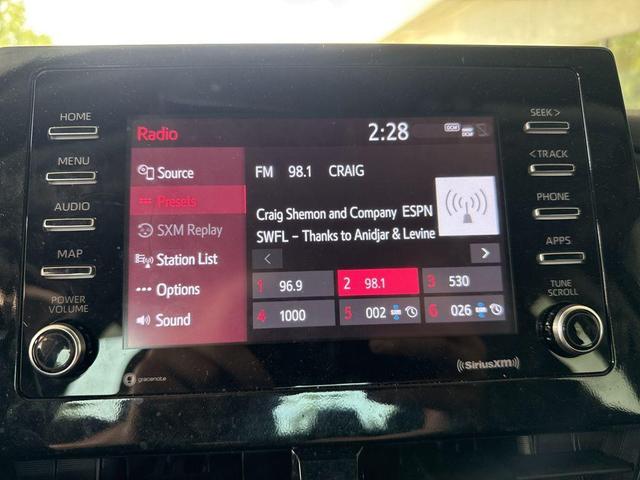 HOME
MENU
AUDIO
MAP
POWER
VOLUME
Radio
2:28
DCM
Source
Presets
SXM Replay
Station List
Options
Sound
FM 98.1 CRAIG
Craig Shemon and Company ESPN
SWFL – Thanks to Anidjar & Levine
< >
1 96.9
2 98.1
3 530
4 1000
5 002
6 026
SEEK >
< TRACK
PHONE
APPS
TUNE
SCROLL
gracenote
SiriusXM